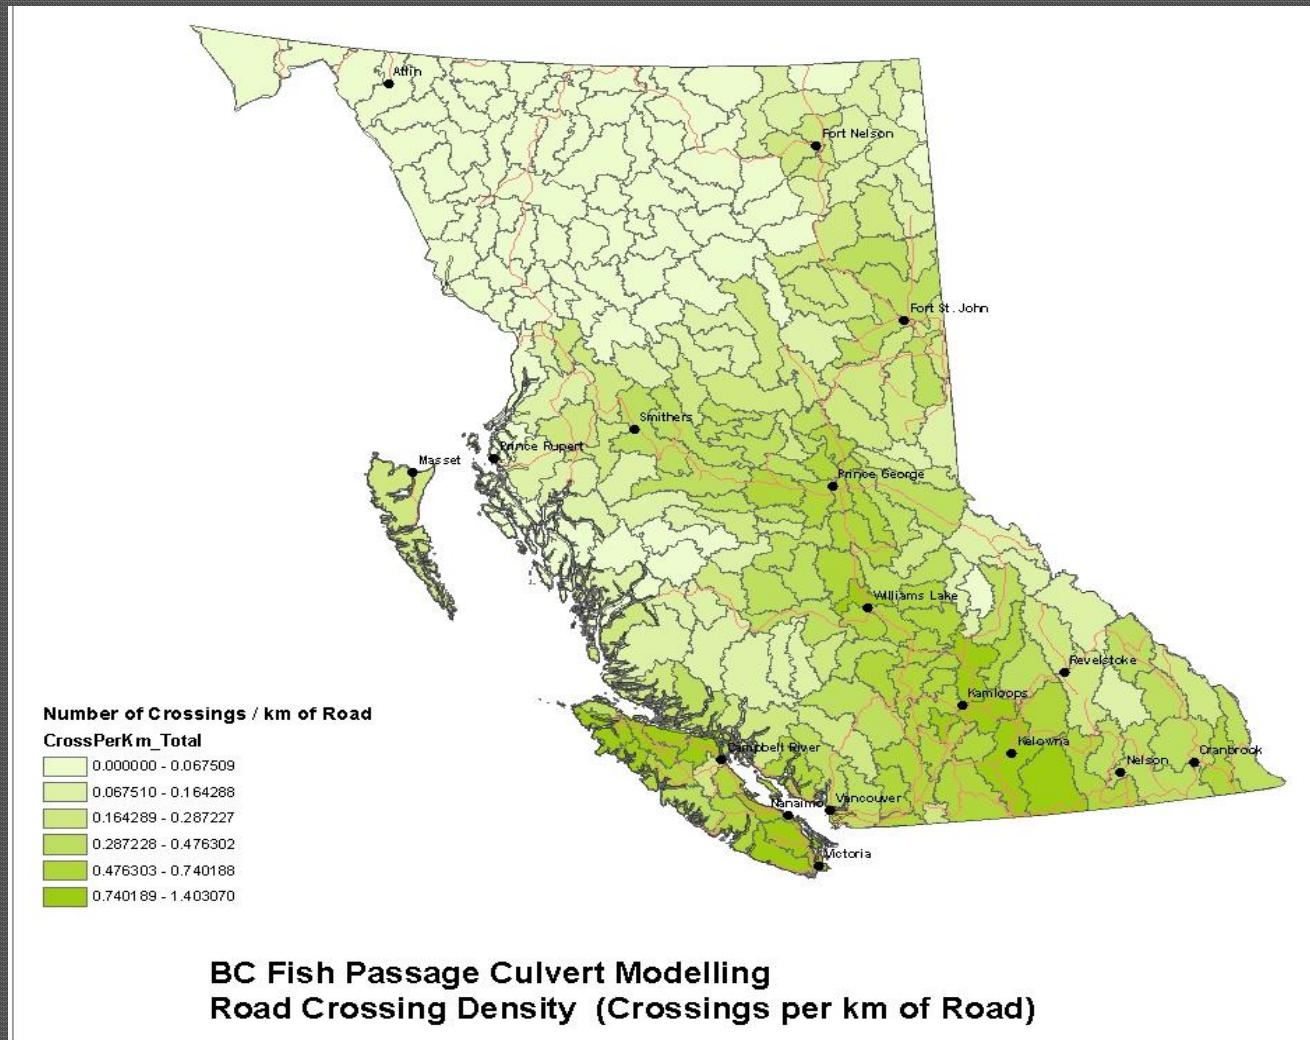 Atlin
Fort Nelson
Fort St. John
Smithers
Prince Rupert
Masset
Prince George
Williams Lake
Revelstoke
Kamloops
Kelowna
Cranbrook
Nelson
Campbell River
Nanaimo
Vancouver
Victoria
Number of Crossings / km of Road
CrossPerKm_Total
0.000000 - 0.067509
0.067510 - 0.164288
0.164289 - 0.287227
0.287228 - 0.476302
0.476303 - 0.740188
0.740189 - 1.403070
BC Fish Passage Culvert Modelling
Road Crossing Density (Crossings per km of Road)